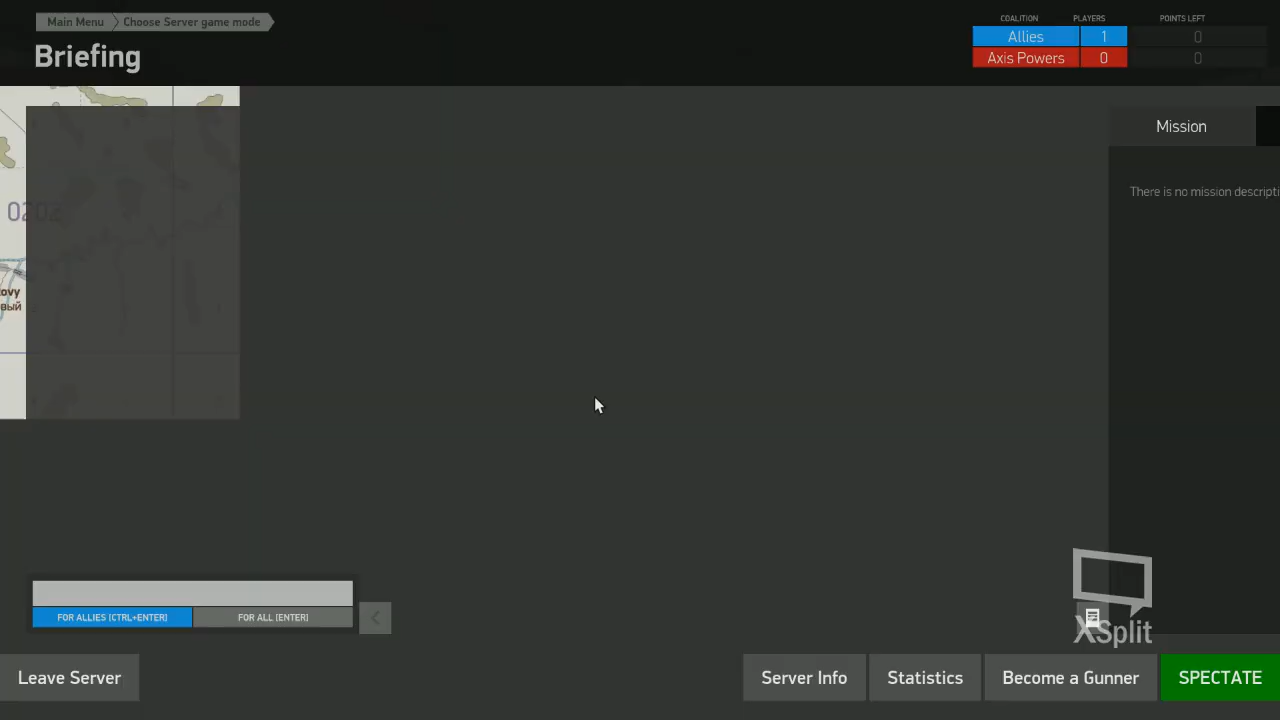 Main Menu
Choose Server game mode
Briefing
COALITION PLAYERS POINTS LEFT
Allies 1 0
Axis Powers 0 0
Mission
There is no mission descripti
0202
ovy
вый
FOR ALLIES (CTRL+ENTER)
FOR ALL (ENTER)
<
XSplit
Leave Server
Server Info
Statistics
Become a Gunner
SPECTATE